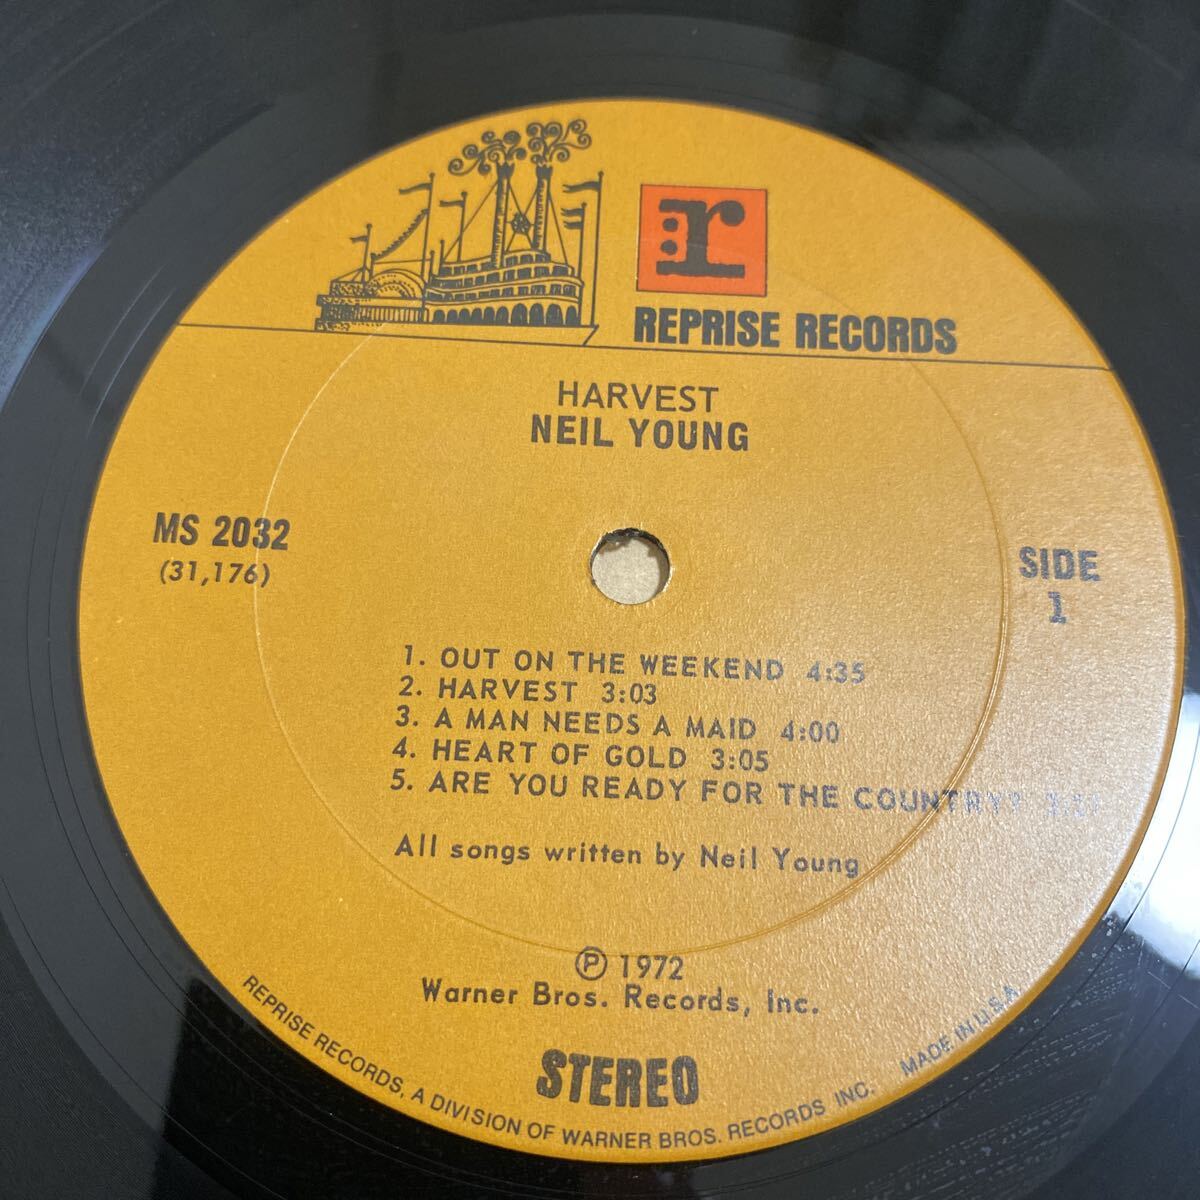 r
REPRISE RECORDS
HARVEST
NEIL YOUNG
MS 2032
(31,176)
SIDE
1
1. OUT ON THE WEEKEND 4:35
2. HARVEST 3:03
3. A MAN NEEDS A MAID 4:00
4. HEART OF GOLD 3:05
5. ARE YOU READY FOR THE COUNTRY?
All songs written by Neil Young
Ⓟ 1972
Warner Bros. Records, Inc.
STEREO
REPRISE RECORDS, A DIVISION OF WARNER BROS. RECORDS INC. MADE IN U.S.A.